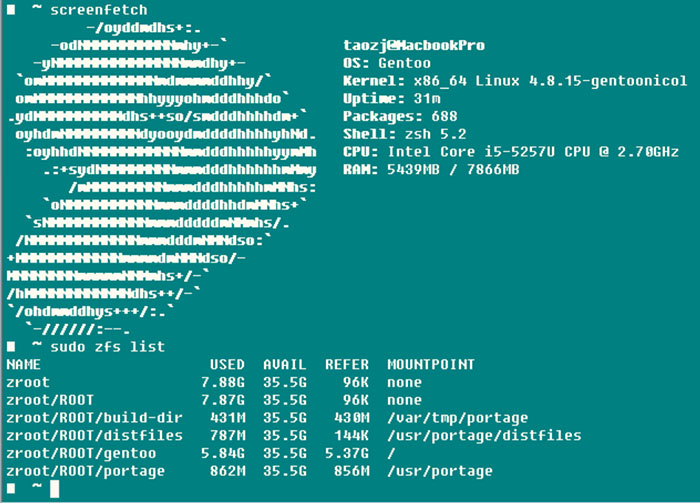 ~ screenfetch
taozj@MacbookPro
OS: Gentoo
Kernel: x86_64 Linux 4.8.15-gentoonicol
Uptime: 31m
Packages: 688
Shell: zsh 5.2
CPU: Intel Core i5-5257U CPU @ 2.70GHz
RAM: 5439MB / 7866MB
~ sudo zfs list
NAME USED AVAIL REFER MOUNTPOINT
zroot 7.88G 35.5G 96K none
zroot/ROOT 7.87G 35.5G 96K none
zroot/ROOT/build-dir 431M 35.5G 430M /var/tmp/portage
zroot/ROOT/distfiles 787M 35.5G 144K /usr/portage/distfiles
zroot/ROOT/gentoo 5.84G 35.5G 5.37G /
zroot/ROOT/portage 862M 35.5G 856M /usr/portage
~